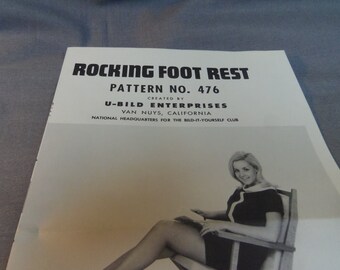 ROCKING FOOT REST
PATTERN NO. 476
CREATED BY
U-BILD ENTERPRISES
VAN NUYS, CALIFORNIA
NATIONAL HEADQUARTERS FOR THE BILD-IT-YOURSELF CLUB